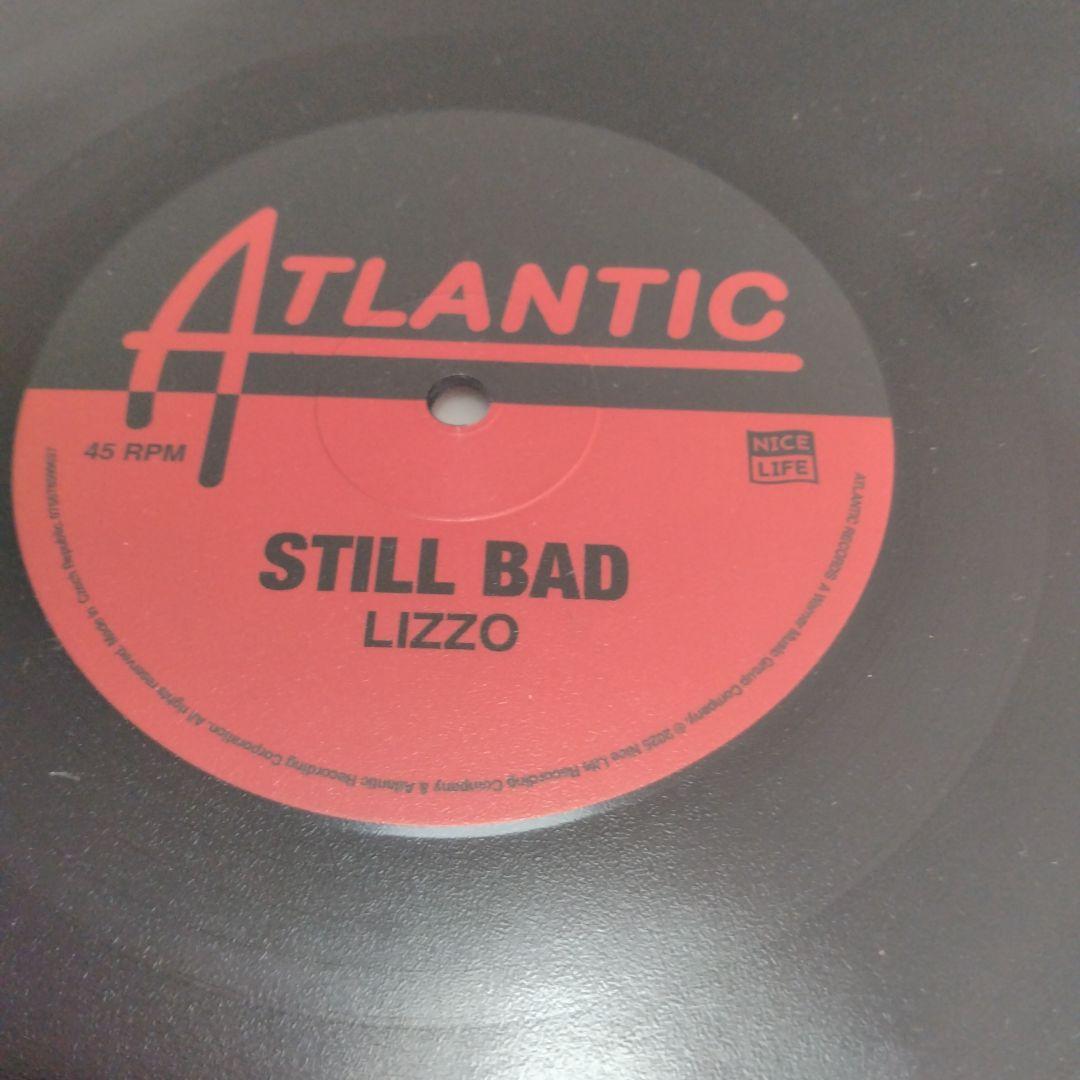 ATLANTIC
45 RPM
NICE
LIFE
STILL BAD
LIZZO
ATLANTIC RECORDS A Warner Music Group Company, ℗ 2025 Nice Life Recording Company & Atlantic Recording Corporation. All rights reserved. Made in Czech Republic.